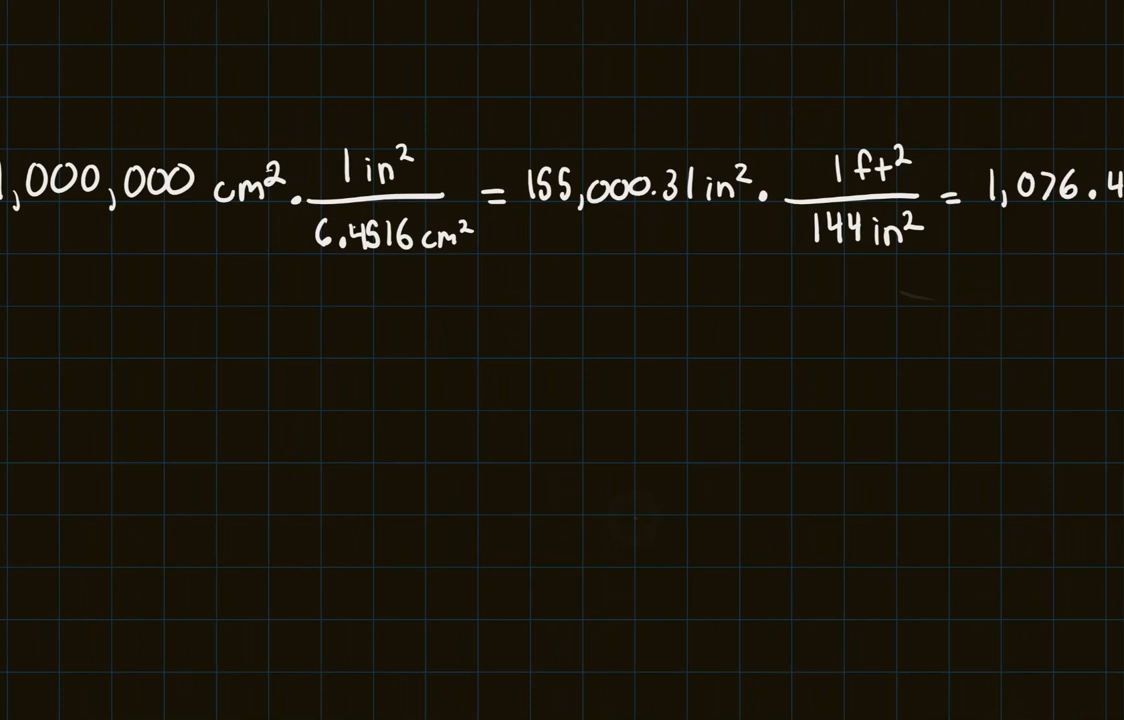 1,000,000 cm² · 1 in² / 6.4516 cm² = 155,000.31 in² · 1 ft² / 144 in² = 1,076.4